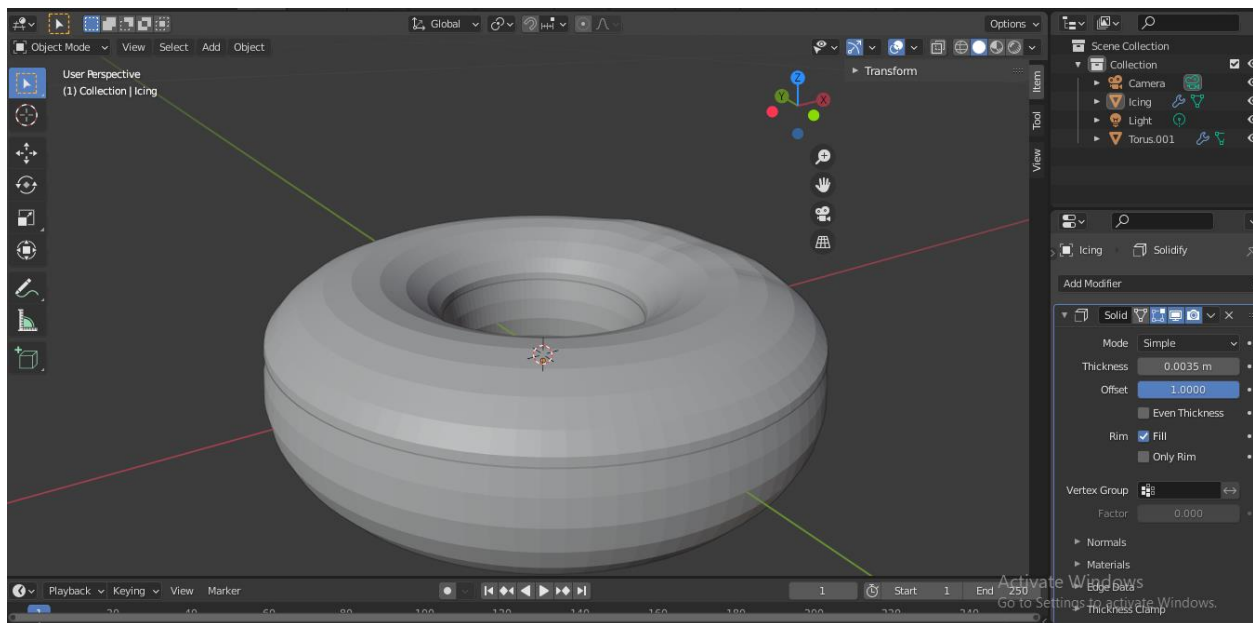 Global
Options
Object Mode View Select Add Object
User Perspective
(1) Collection | Icing
Z
Y
X
Transform
Item
Tool
View
Scene Collection
Collection
Camera
Icing
Light
Torus.001
Icing Solidify
Add Modifier
Solid
Mode Simple
Thickness 0.0035 m
Offset 1.0000
Even Thickness
Rim Fill
Only Rim
Vertex Group
Factor 0.000
Normals
Materials
Edge Data
Thickness Clamp
Activate Windows
Go to Settings to activate Windows.
Playback Keying View Marker
1 Start 1 End 250
1 20 40 60 80 100 120 140 160 180 200 220 240